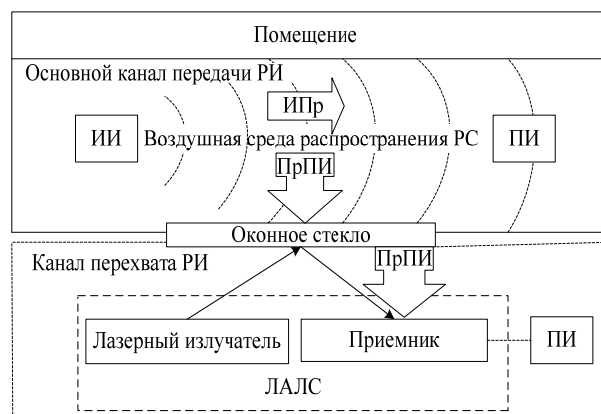 Помещение
Основной канал передачи РИ
ИПр
ИИ
Воздушная среда распространения РС
ПИ
ПрПИ
Оконное стекло
Канал перехвата РИ
ПрПИ
Лазерный излучатель
Приемник
ПИ
ЛАЛС